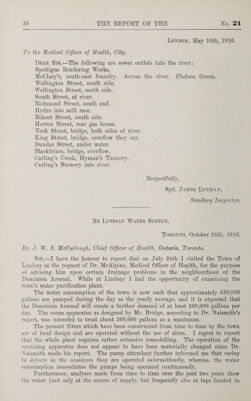 50 THE REPORT OF THE No. 21
LONDON, May 10th, 1916.
To the Medical Officer of Health, City.
DEAR SIR,—The following are sewer outlets into the river:
Spettigue Rendering Works.
McClary's, south-east foundry. Across the river. Chelsea Green.
Wellington Street, south side.
Wellington Street, north side.
South Street, at river.
Richmond Street, south end.
Hydro into mill race.
Ridout Street, south side.
Horton Street, rear gas house.
York Street, bridge, both sides of river.
King Street, bridge, overflow they say.
Dundas Street, under water.
Blackfriars, bridge, overflow.
Carling's Creek, Hyman's Tannery.
Carling's Brewery into river.
Respectfully,
Sgd. JAMES
Sanitary Inspector.
RE LINDSAY WATER SUPPLY.
TORONTO, October 24th, 1916.
Dr. J. W. S. McCullough, Chief Officer of Health, Ontario, Toronto.
SIR,—I have the honour to report that on July 24th I visited the Town of
Lindsay at the request of Dr. McAlpine, Medical Officer of Health, for the purpose
of advising him upon certain drainage problems in the neighbourhood of the
Dominion Arsenal. While at Lindsay I had the opportunity of examining the
town's water purification plant.
The water consumption of the town is now such that approximately 650,000
gallons are pumped during the day as the yearly average, and it is expected that
the Dominion Arsenal will create a further demand of at least 200,000 gallons per
day. The ozone apparatus as designed by Mr. Bridge, according to Dr. Naismith's
report, was intended to treat about 500,000 gallons as a maximum.
The present filters which have been constructed from time to time by the town
are of local design and are operated without the use of alum. I regret to report
that the whole plant requires rather extensive remodelling. The operation of the
ozonizing apparatus does not appear to have been materially changed since Dr.
Naismith made his report. The pump attendant further informed me that owing
to defects in the ozonizers they are operated intermittently, whereas, the water
consumption necessitates the pumps being operated continuously.
Furthermore, analyses made from time to time over the past two years show
the water (not only at the source of supply, but frequently also at taps located in